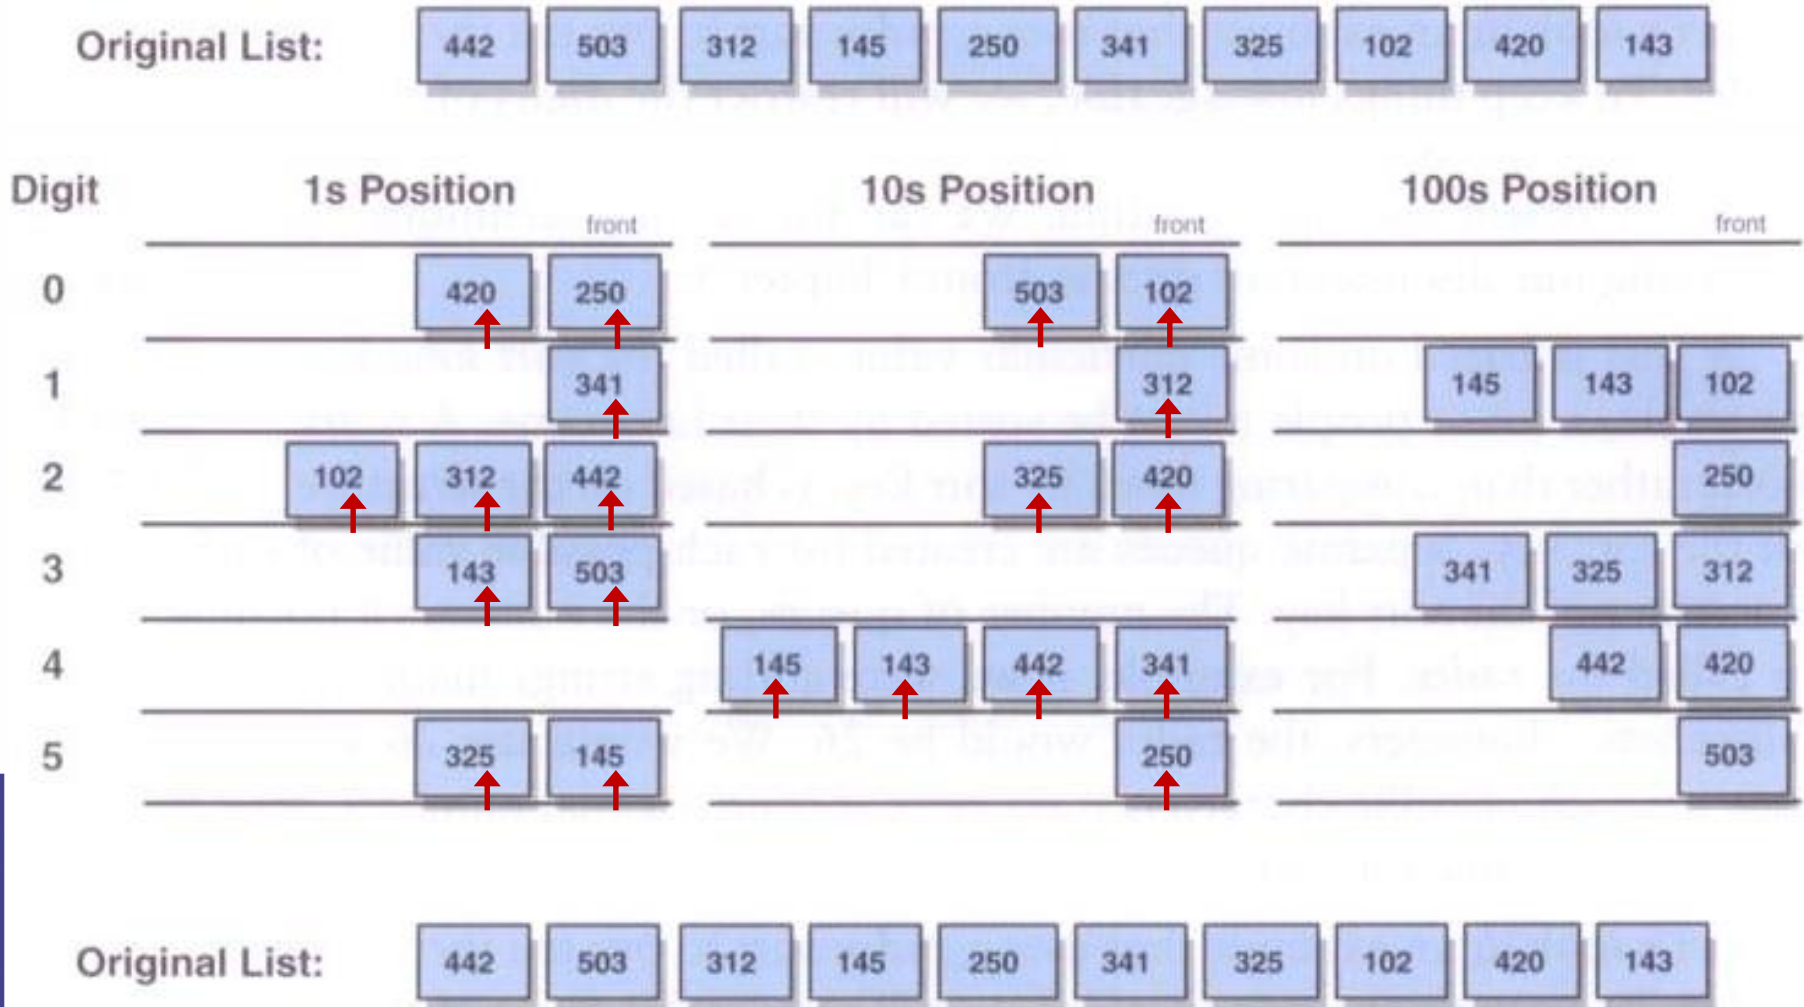 Original List: 442 503 312 145 250 341 325 102 420 143
Digit 1s Position 10s Position 100s Position
front front front
0 420 250 503 102
1 341 312 145 143 102
2 102 312 442 325 420 250
3 143 503 341 325 312
4 145 143 442 341 442 420
5 325 145 250 503
Original List: 442 503 312 145 250 341 325 102 420 143